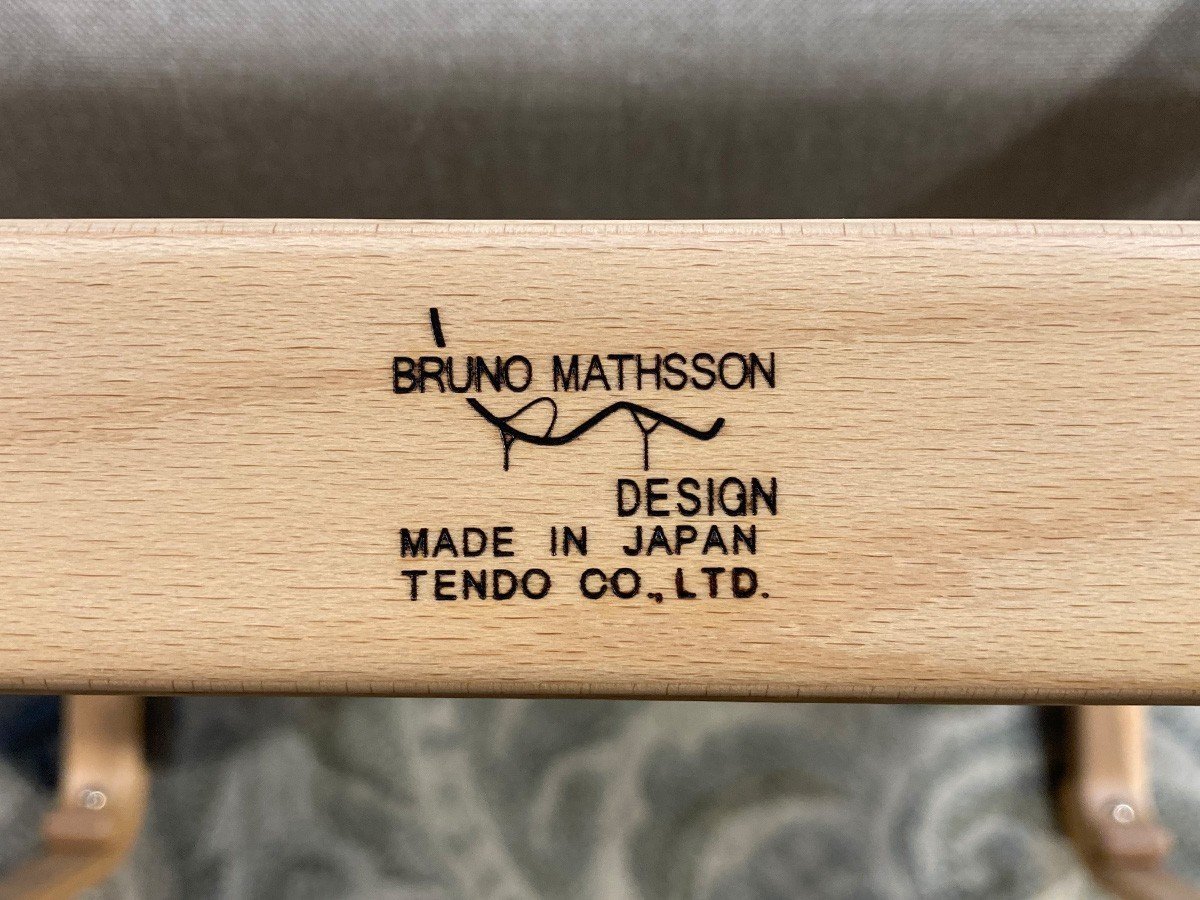 BRUNO MATHSSON
DESIGN
MADE IN JAPAN
TENDO CO., LTD.